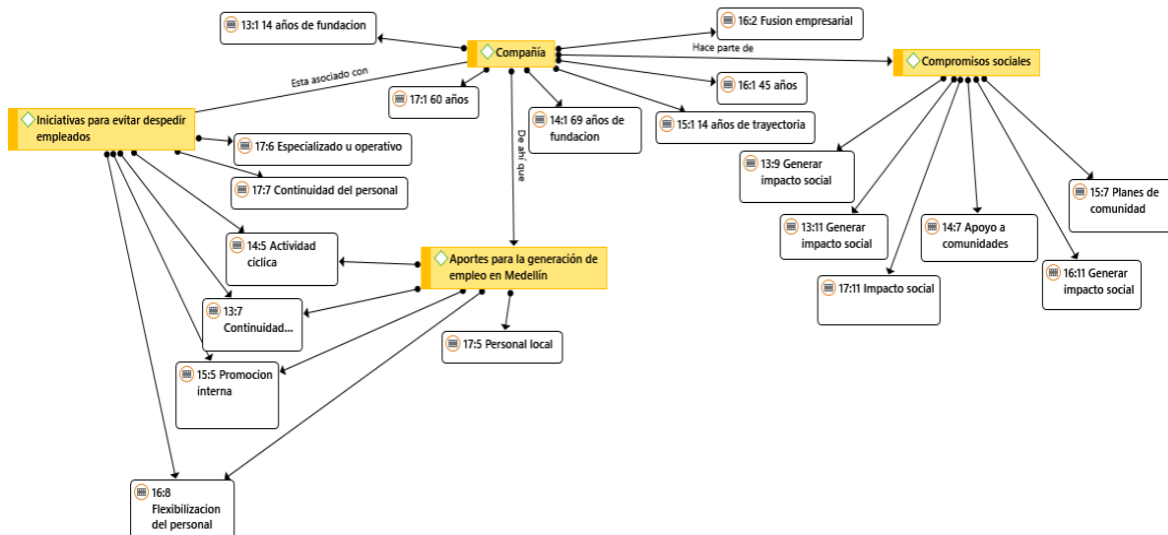 13:1 14 años de fundacion
16:2 Fusion empresarial
Compañía
Hace parte de
Compromisos sociales
Esta asociado con
17:1 60 años
16:1 45 años
14:1 69 años de
fundacion
15:1 14 años de trayectoria
Iniciativas para evitar despedir
empleados
De ahí que
17:6 Especializado u operativo
17:7 Continuidad del personal
13:9 Generar
impacto social
15:7 Planes de
comunidad
13:11 Generar
impacto social
14:7 Apoyo a
comunidades
14:5 Actividad
ciclica
Aportes para la generación de
empleo en Medellín
16:11 Generar
impacto social
17:11 Impacto social
13:7
Continuidad...
17:5 Personal local
15:5 Promocion
interna
16:8
Flexibilizacion
del personal